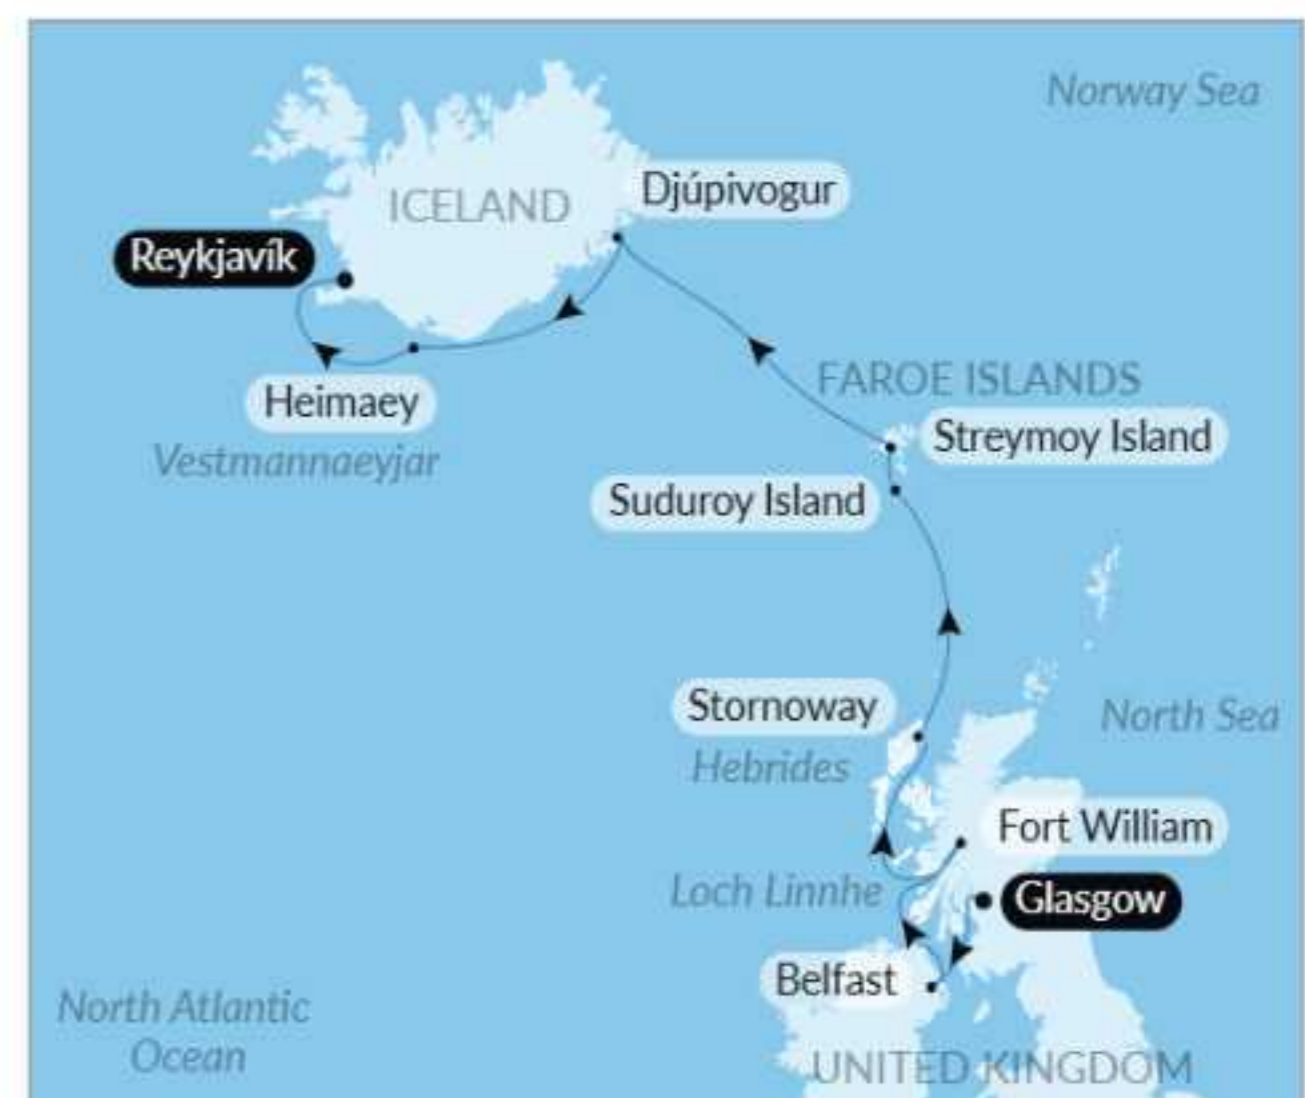 Norway Sea
Djúpivogur
ICELAND
Reykjavík
FAROE ISLANDS
Heimaey
Streymoy Island
Vestmannaeyjar
Suduroy Island
Stornoway
North Sea
Hebrides
Fort William
Loch Linnhe
Glasgow
Belfast
North Atlantic
Ocean
UNITED KINGDOM